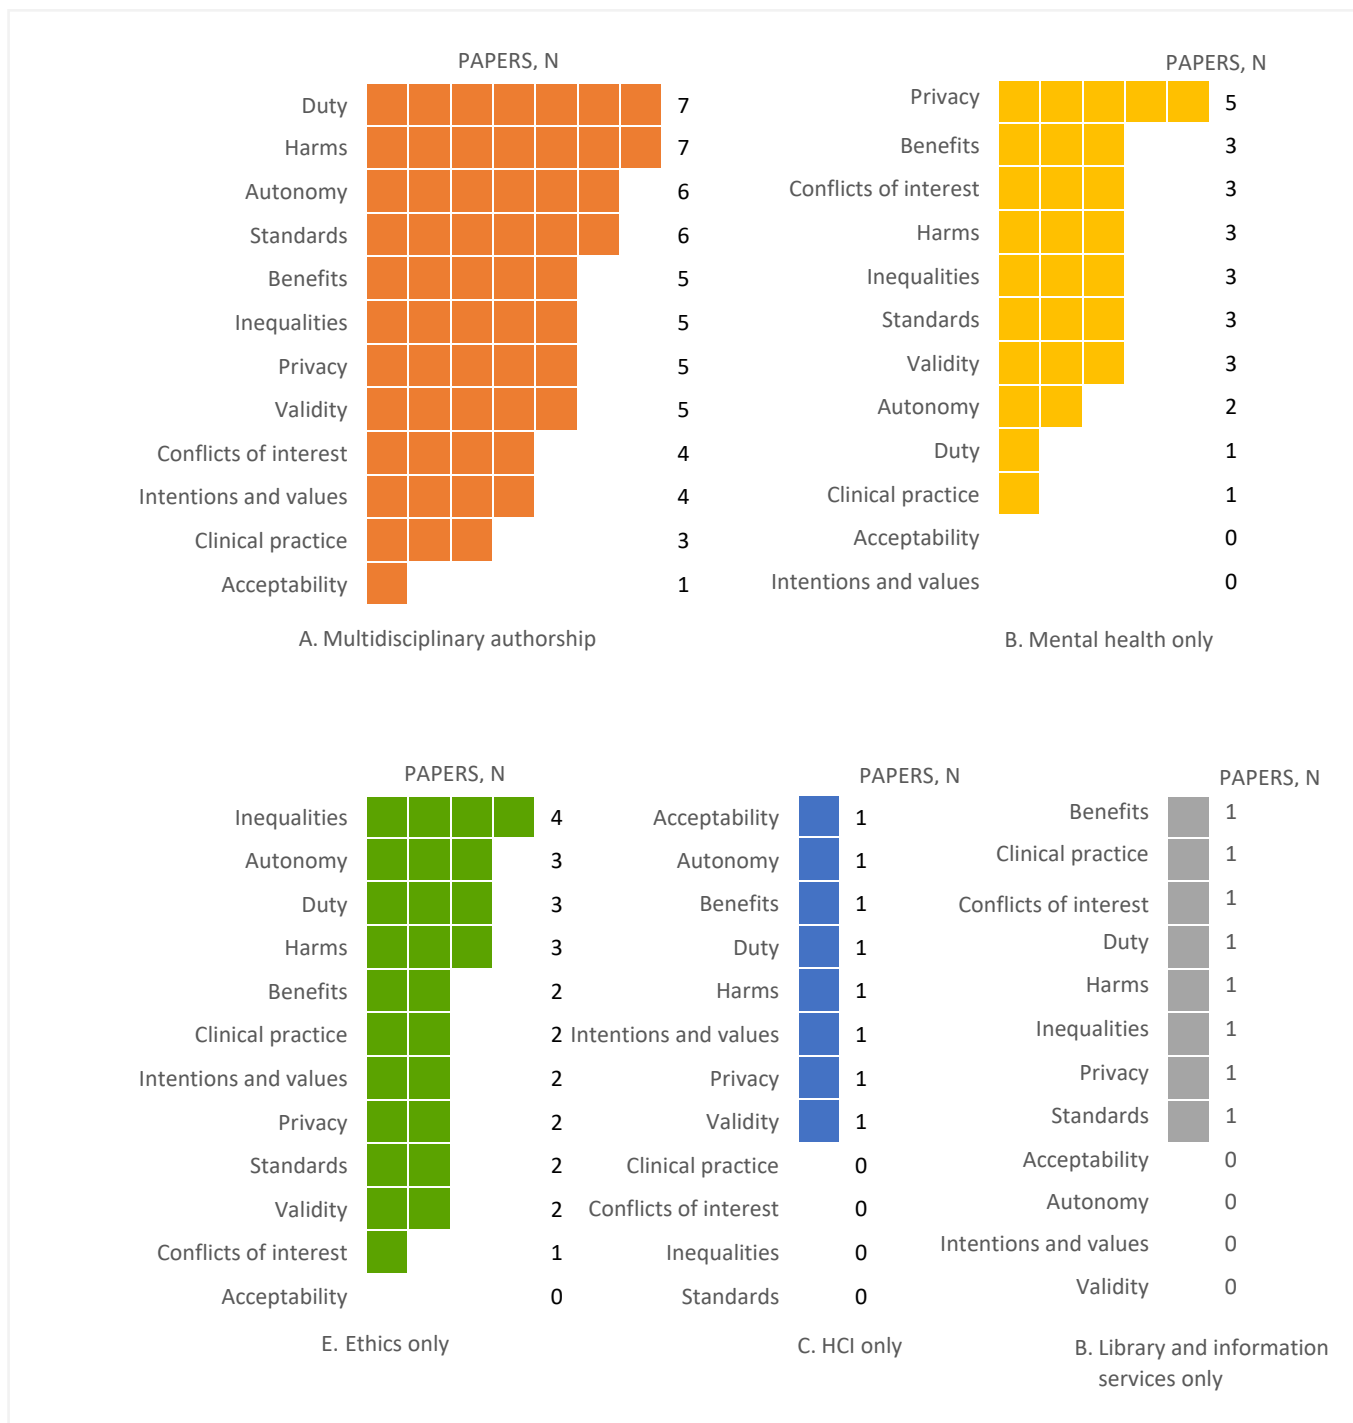 PAPERS, N
Duty 7
Harms 7
Autonomy 6
Standards 6
Benefits 5
Inequalities 5
Privacy 5
Validity 5
Conflicts of interest 4
Intentions and values 4
Clinical practice 3
Acceptability 1
A. Multidisciplinary authorship
PAPERS, N
Privacy 5
Benefits 3
Conflicts of interest 3
Harms 3
Inequalities 3
Standards 3
Validity 3
Autonomy 2
Duty 1
Clinical practice 1
Acceptability 0
Intentions and values 0
B. Mental health only
PAPERS, N
Inequalities 4
Autonomy 3
Duty 3
Harms 3
Benefits 2
Clinical practice 2
Intentions and values 2
Privacy 2
Standards 2
Validity 2
Conflicts of interest 1
Acceptability 0
E. Ethics only
PAPERS, N
Acceptability 1
Autonomy 1
Benefits 1
Duty 1
Harms 1
Intentions and values 1
Privacy 1
Validity 1
Clinical practice 0
Conflicts of interest 0
Inequalities 0
Standards 0
C. HCI only
PAPERS, N
Benefits 1
Clinical practice 1
Conflicts of interest 1
Duty 1
Harms 1
Inequalities 1
Privacy 1
Standards 1
Acceptability 0
Autonomy 0
Intentions and values 0
Validity 0
B. Library and information
services only